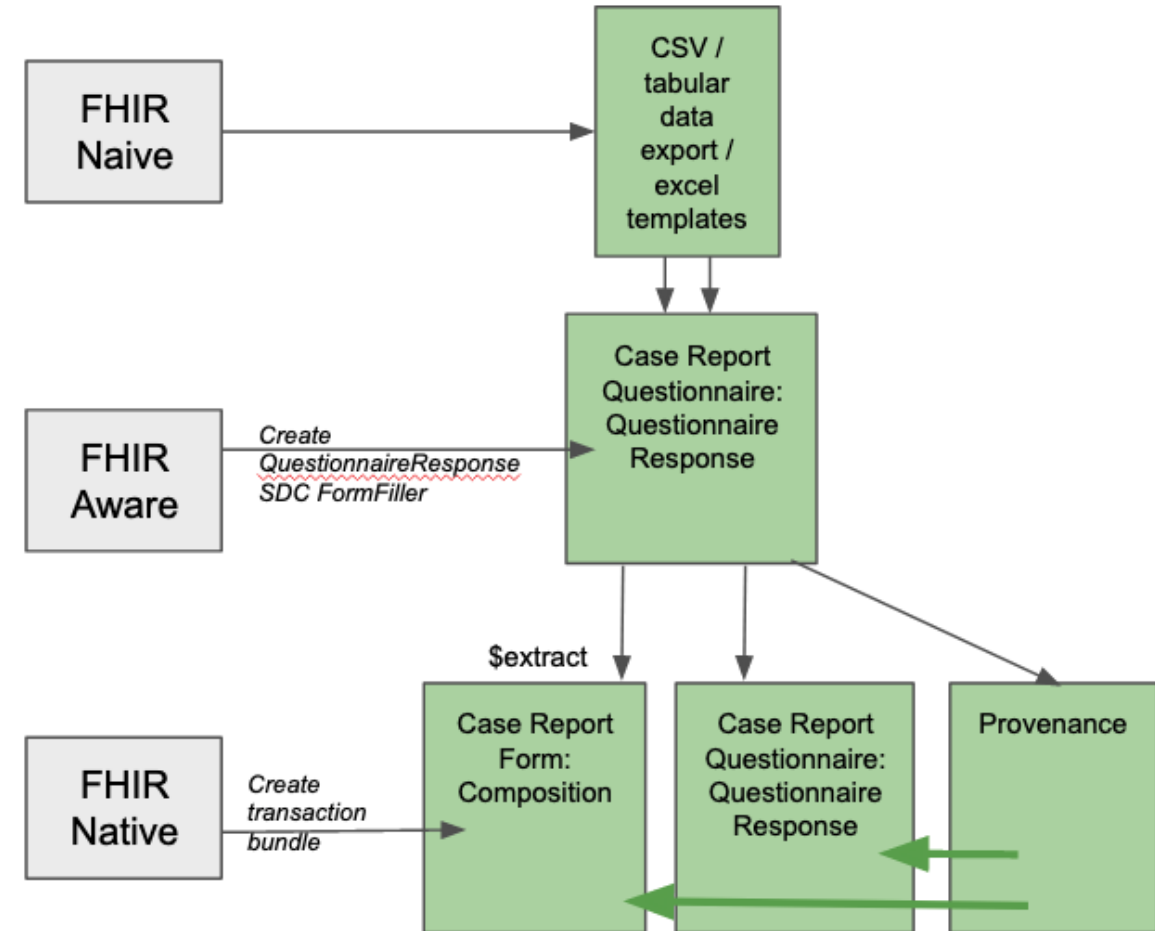 FHIR
Naive
CSV /
tabular
data
export /
excel
templates
Case Report
Questionnaire:
Questionnaire
Response
FHIR
Aware
Create
QuestionnaireResponse
SDC FormFiller
$extract
FHIR
Native
Create
transaction
bundle
Case Report
Form:
Composition
Case Report
Questionnaire:
Questionnaire
Response
Provenance